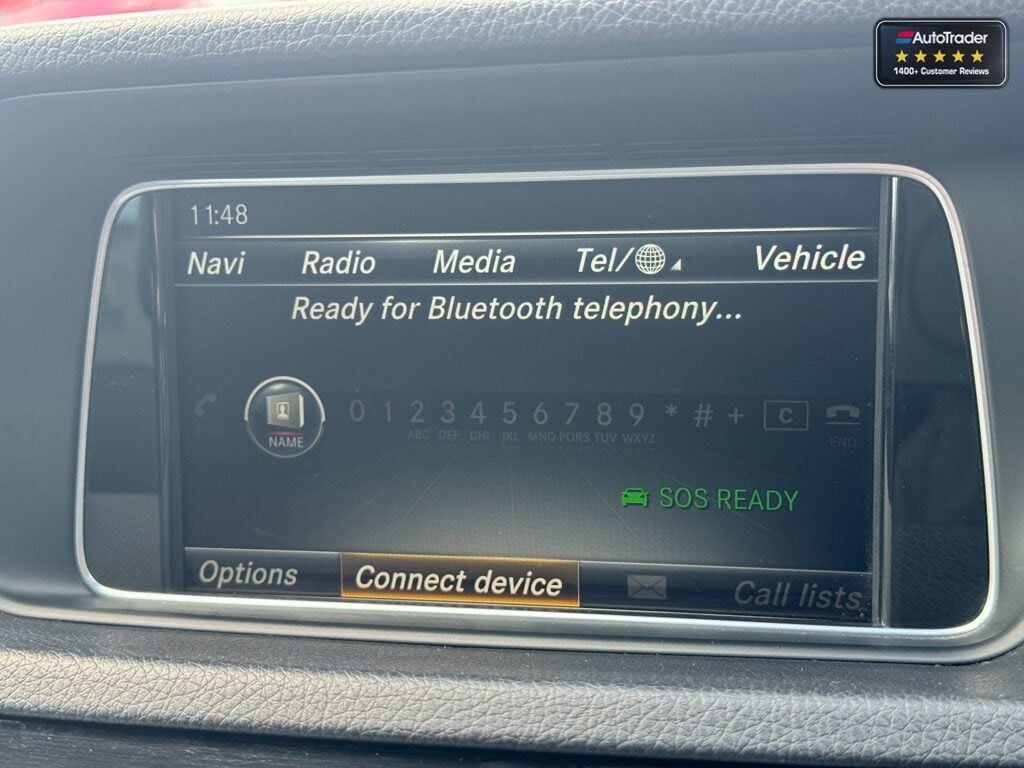 AutoTrader
1400+ Customer Reviews
11:48
Navi Radio Media Tel/ Vehicle
Ready for Bluetooth telephony...
NAME 0 1 2 3 4 5 6 7 8 9 * # + C
ABC DEF GHI JKL MNO PQRS TUV WXYZ END
SOS READY
Options Connect device Call lists